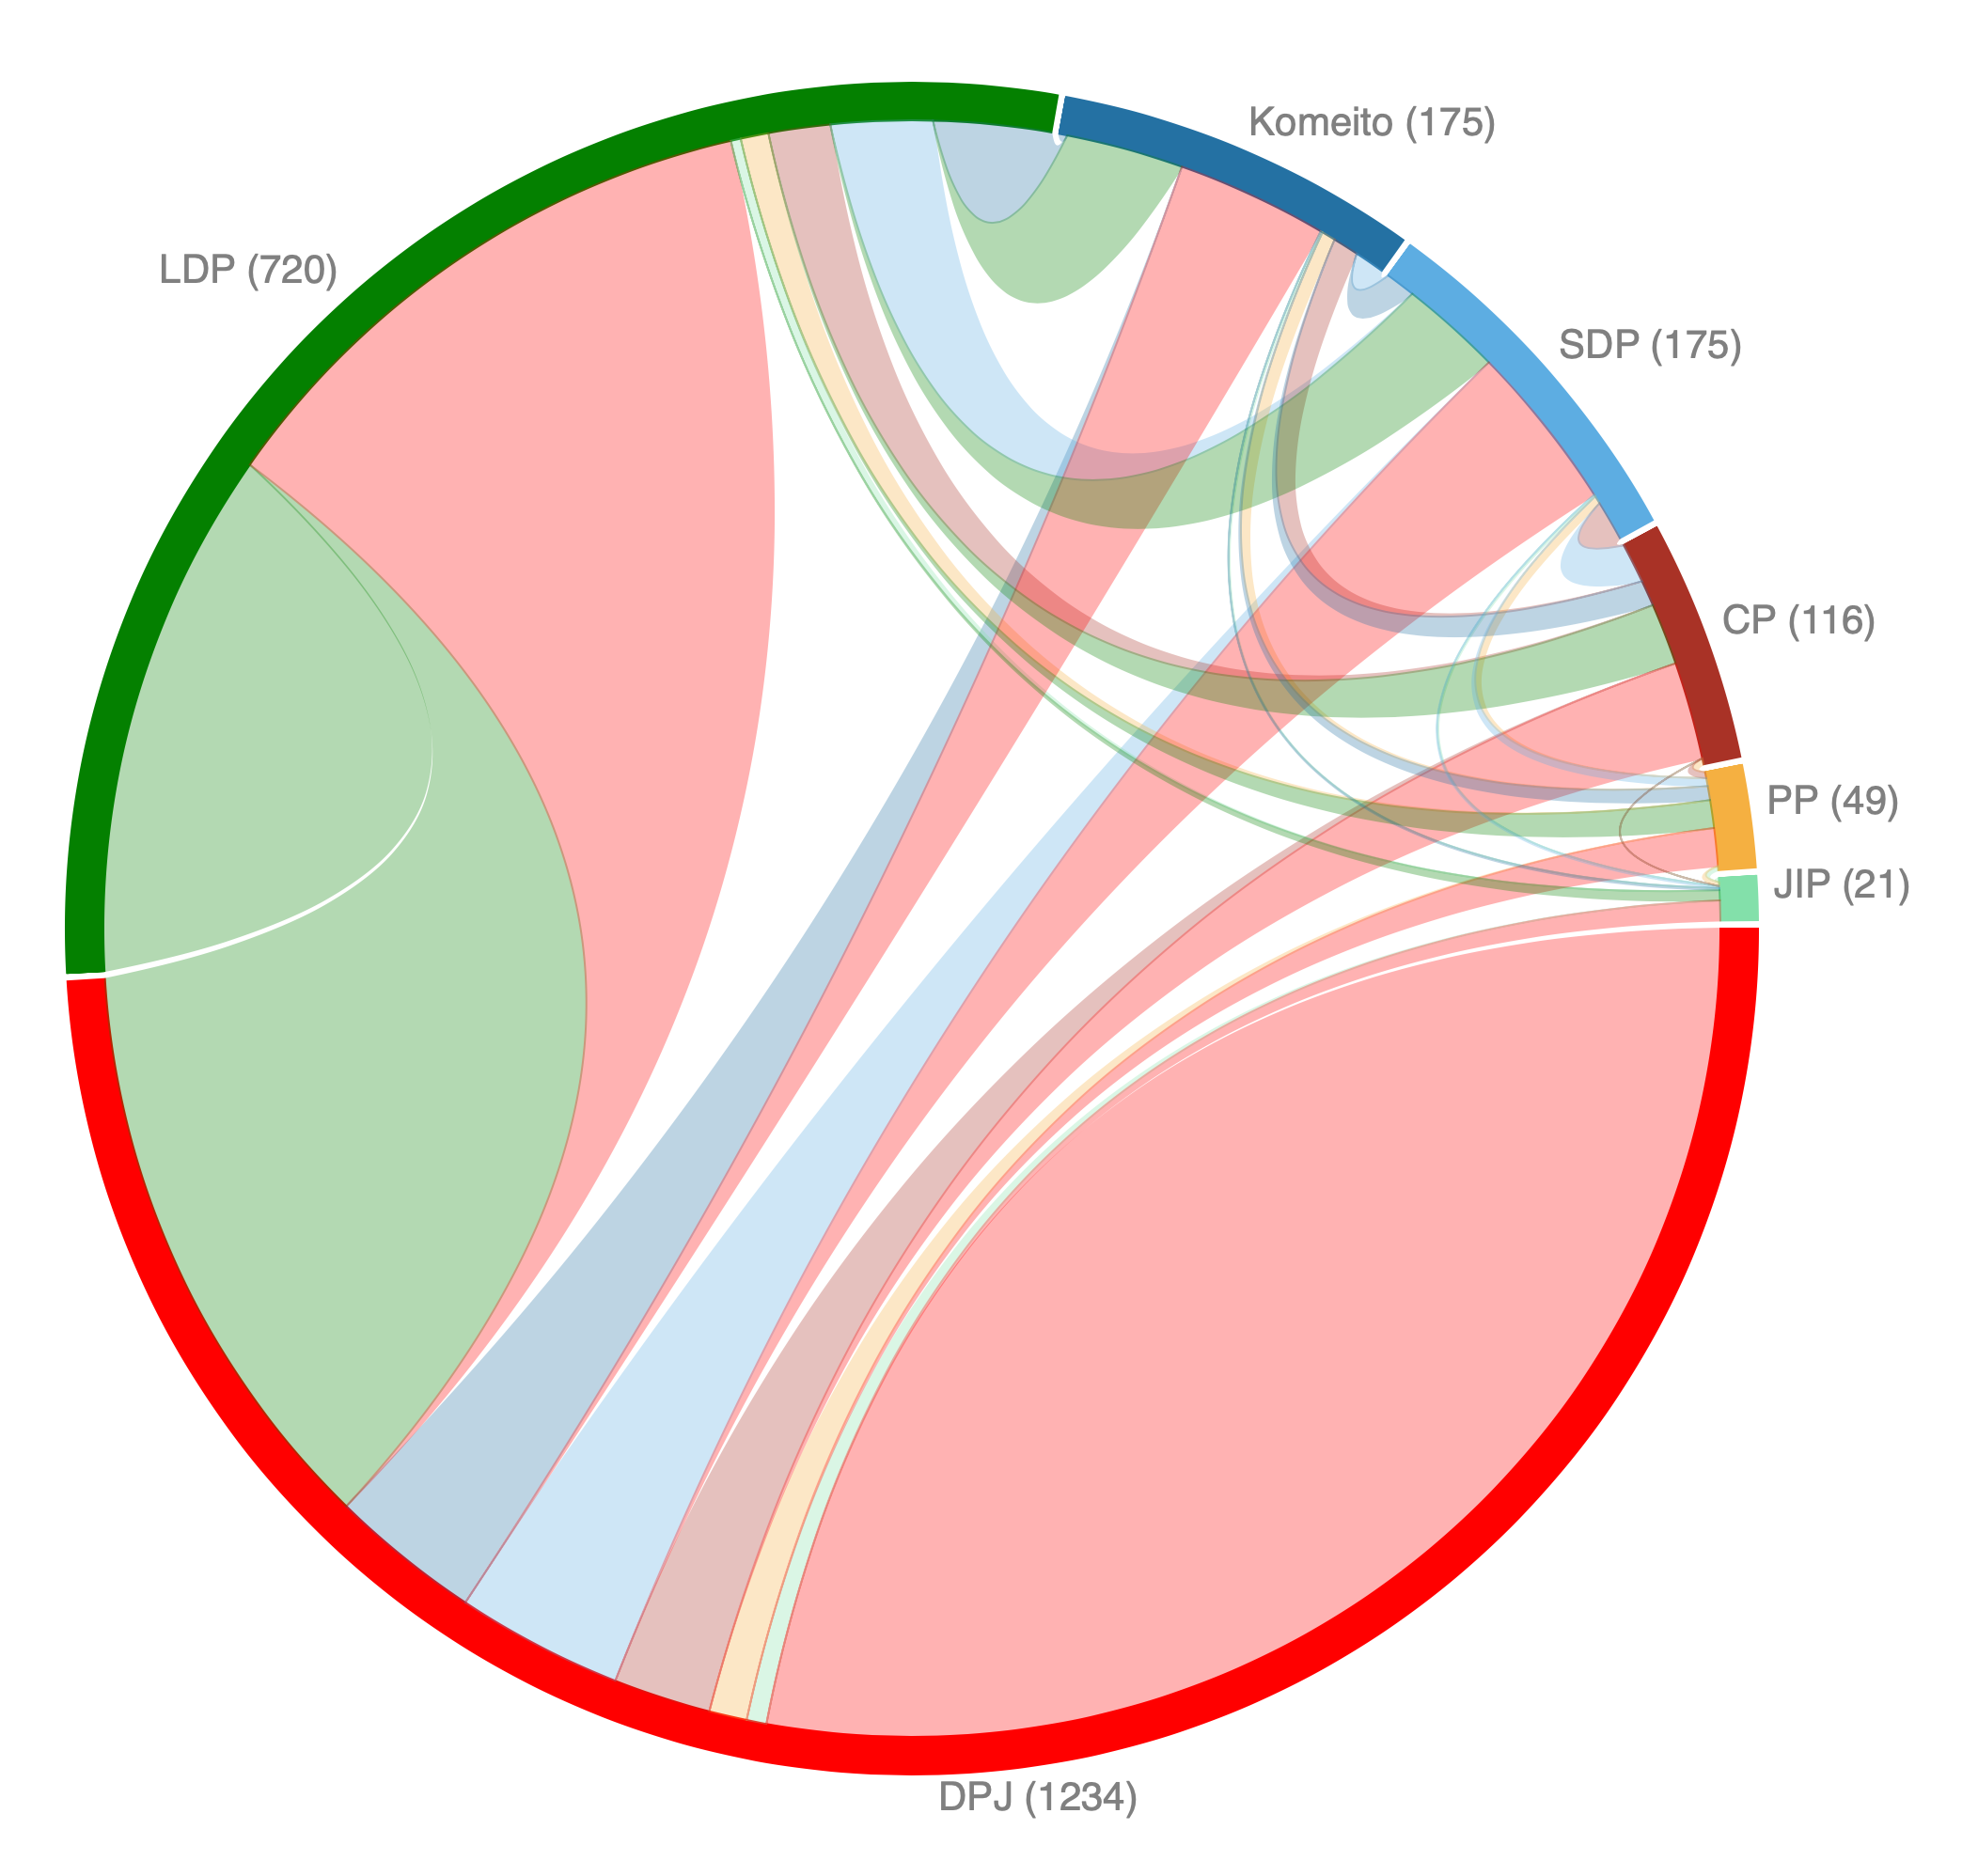 Komeito (175)
LDP (720)
SDP (175)
CP (116)
PP (49)
JIP (21)
DPJ (1234)